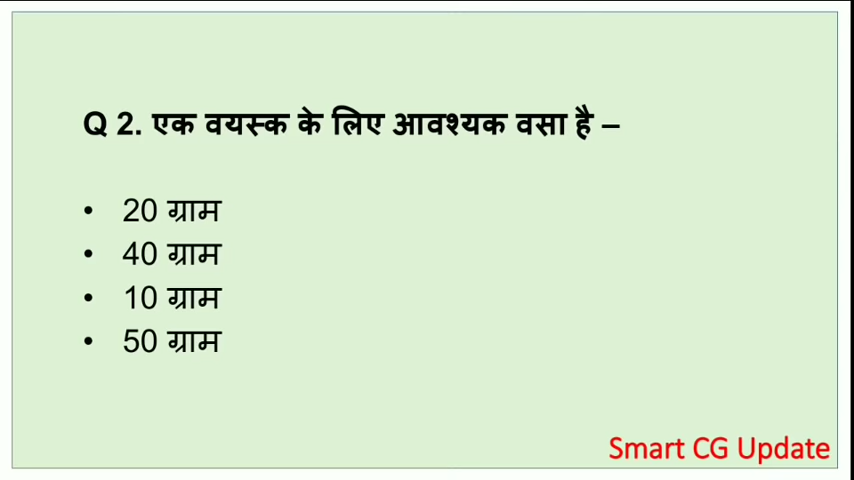 Q 2. एक वयस्क के लिए आवश्यक वसा है –
• 20 ग्राम
• 40 ग्राम
• 10 ग्राम
• 50 ग्राम
Smart CG Update